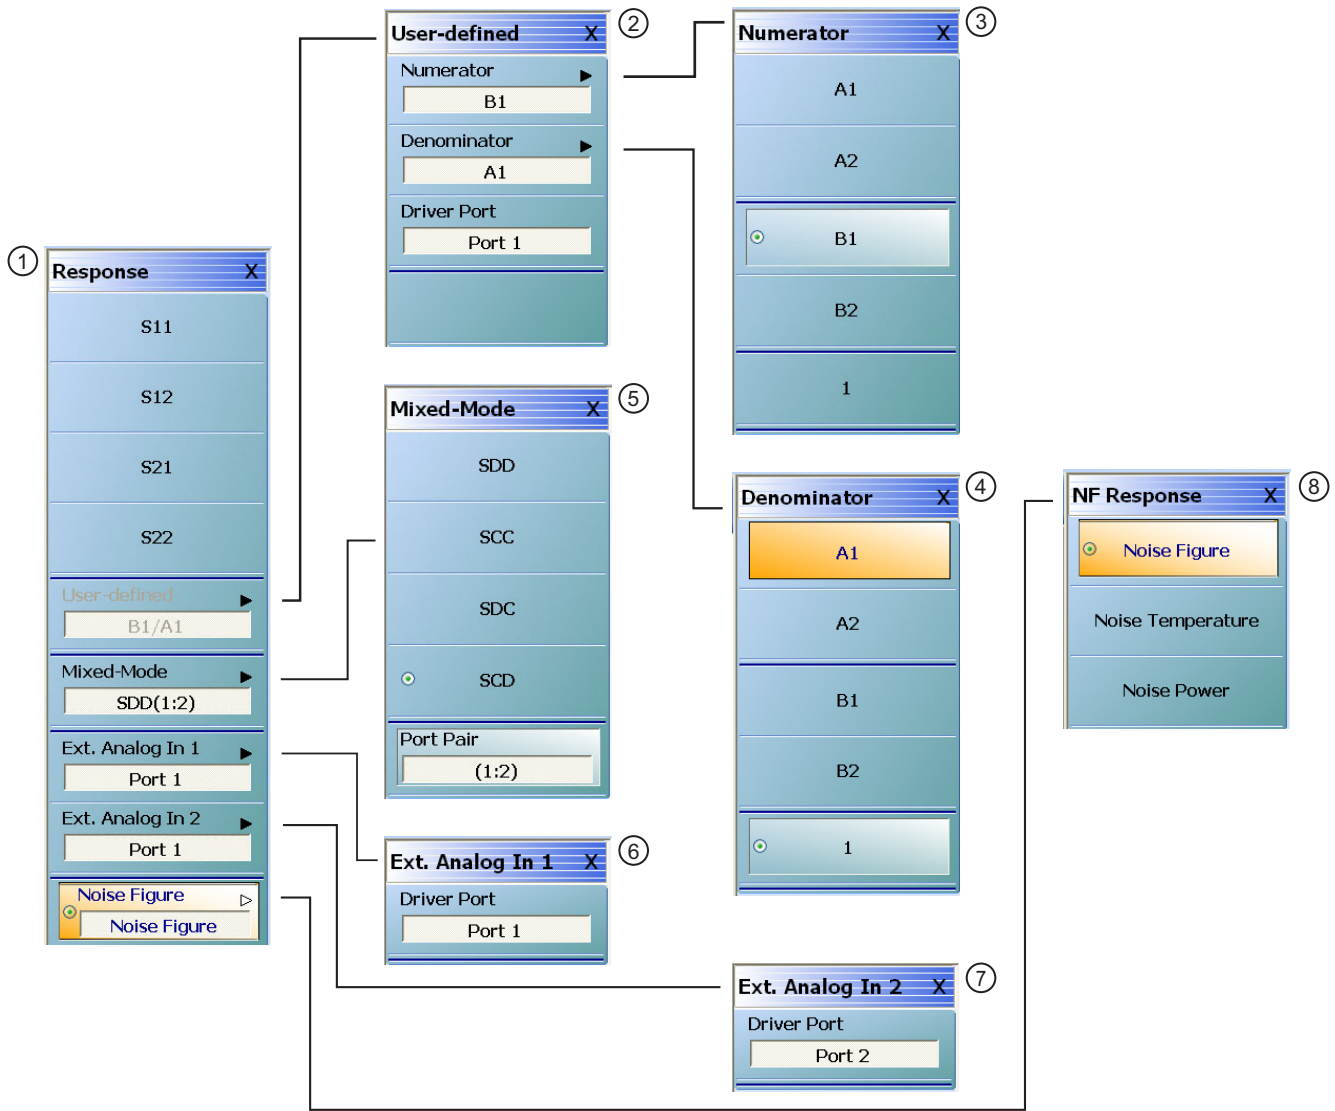 1
Response X
S11
S12
S21
S22
User-defined
B1/A1
Mixed-Mode
SDD(1:2)
Ext. Analog In 1
Port 1
Ext. Analog In 2
Port 1
Noise Figure
Noise Figure
2
User-defined X
Numerator
B1
Denominator
A1
Driver Port
Port 1
3
Numerator X
A1
A2
B1
B2
1
4
Denominator X
A1
A2
B1
B2
1
5
Mixed-Mode X
SDD
SCC
SDC
SCD
Port Pair
(1:2)
6
Ext. Analog In 1 X
Driver Port
Port 1
7
Ext. Analog In 2 X
Driver Port
Port 2
8
NF Response X
Noise Figure
Noise Temperature
Noise Power